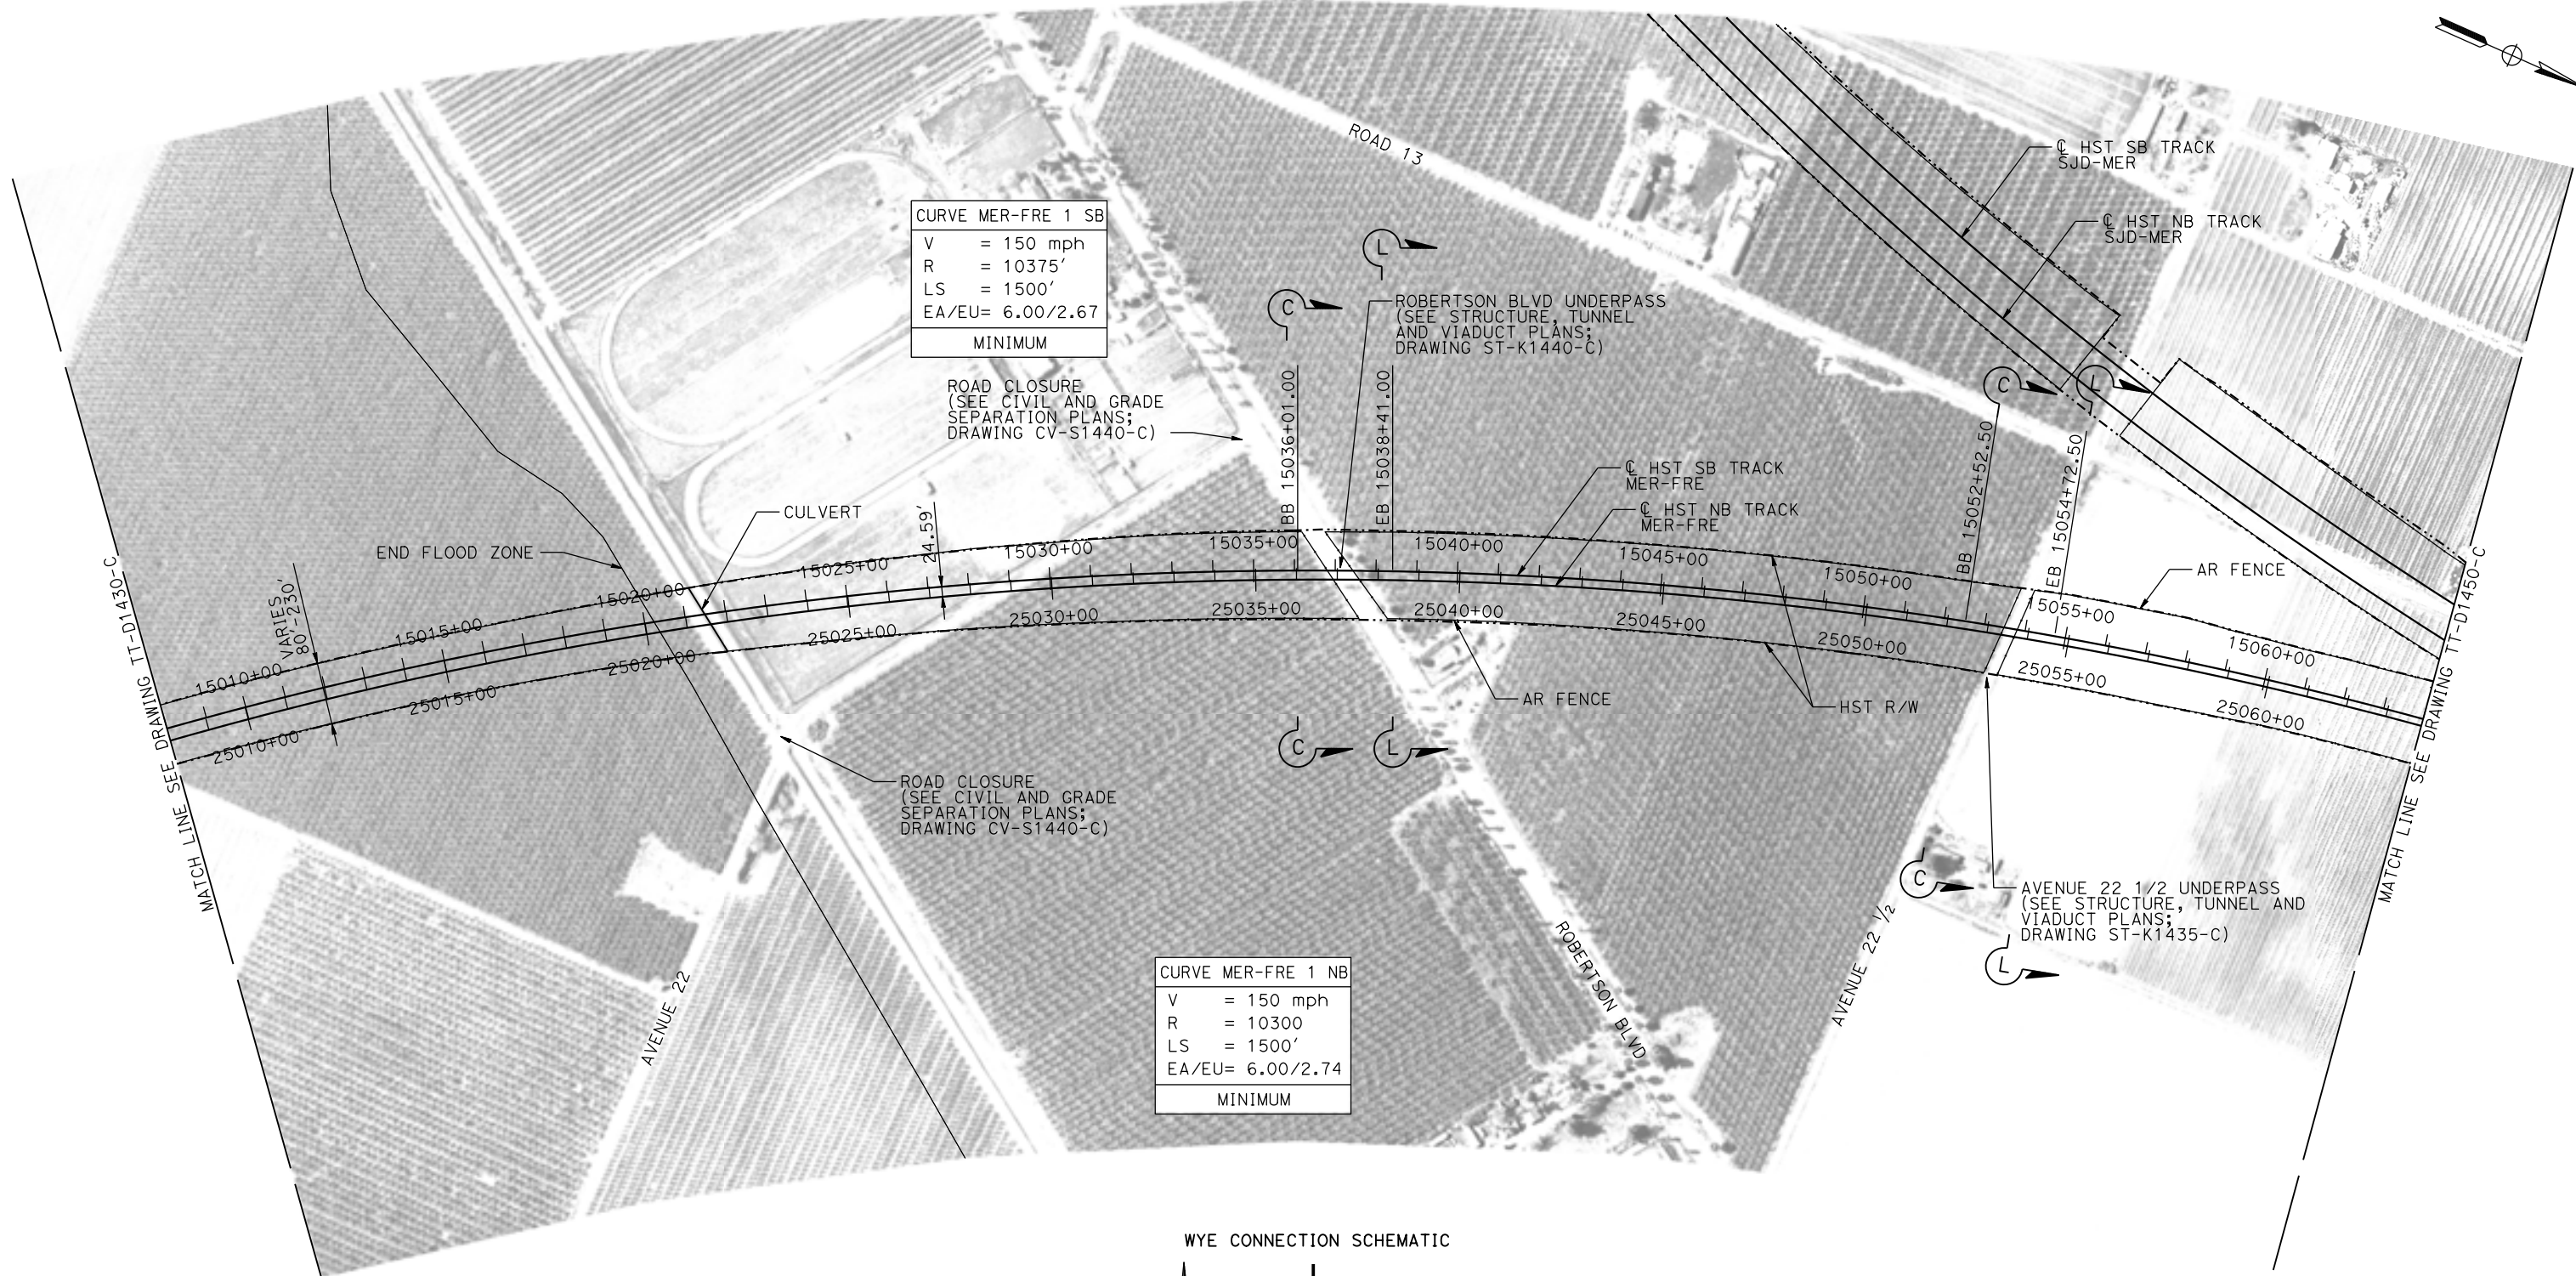 ROAD 13
℄ HST SB TRACK
SJD-MER
℄ HST NB TRACK
SJD-MER
CURVE MER-FRE 1 SB
V = 150 mph
R = 10375′
LS = 1500′
EA/EU= 6.00/2.67
MINIMUM
L
C
ROBERTSON BLVD UNDERPASS
(SEE STRUCTURE, TUNNEL
AND VIADUCT PLANS;
DRAWING ST-K1440-C)
ROAD CLOSURE
(SEE CIVIL AND GRADE
SEPARATION PLANS;
DRAWING CV-S1440-C)
BB 15036+01.00
EB 15038+41.00
C
L
BB 15052+52.50
EB 15054+72.50
℄ HST SB TRACK
MER-FRE
℄ HST NB TRACK
MER-FRE
CULVERT
24.59′
END FLOOD ZONE
VARIES
80′-230′
15010+00
15015+00
15020+00
15025+00
15030+00
15035+00
15040+00
15045+00
15050+00
5055+00
15060+00
AR FENCE
25010+00
25015+00
25020+00
25025+00
25030+00
25035+00
25040+00
25045+00
25050+00
25055+00
25060+00
AR FENCE
HST R/W
C
L
ROAD CLOSURE
(SEE CIVIL AND GRADE
SEPARATION PLANS;
DRAWING CV-S1440-C)
MATCH LINE SEE DRAWING TT-D1430-C
MATCH LINE SEE DRAWING TT-D1450-C
C
AVENUE 22 1/2 UNDERPASS
(SEE STRUCTURE, TUNNEL AND
VIADUCT PLANS;
DRAWING ST-K1435-C)
L
AVENUE 22
ROBERTSON BLVD
AVENUE 22 ½
CURVE MER-FRE 1 NB
V = 150 mph
R = 10300
LS = 1500′
EA/EU= 6.00/2.74
MINIMUM
WYE CONNECTION SCHEMATIC